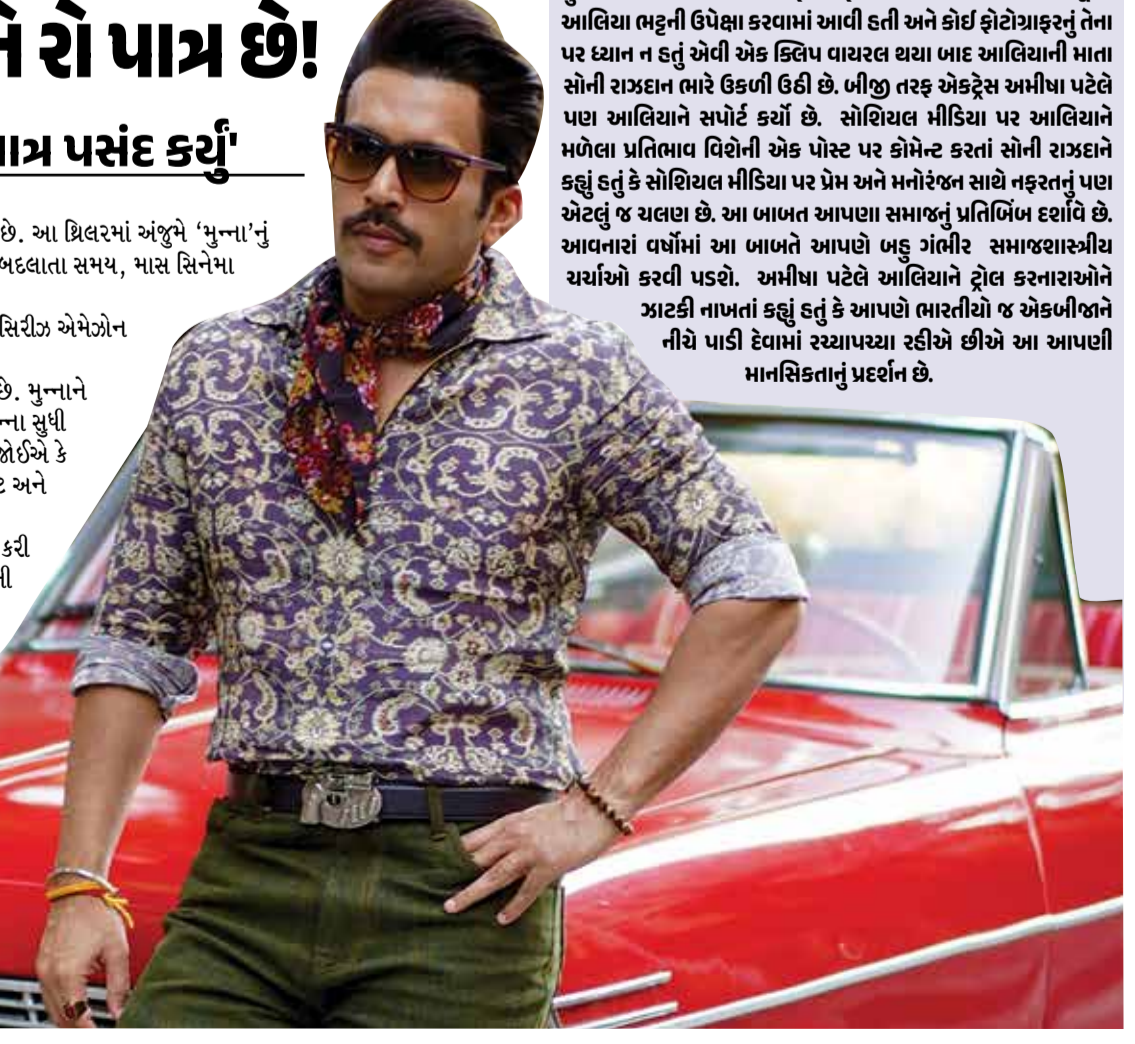 રો પાત્ર છે!
પસંદ કર્યું'
છે. આ થ્રિલરમાં અંજુમે ‘મુન્ના’નું
બદલાતા સમય, માસ સિનેમા
સિરીઝ એમેઝોન
છે. મુન્નાને
સુધી
જોઈએ કે
અને
કરી
આલિયા ભટ્ટની ઉપેક્ષા કરવામાં આવી હતી અને કોઈ ફોટોગ્રાફરનું તેના
પર ધ્યાન ન હતું એવી એક ક્લિપ વાયરલ થયા બાદ આલિયાની માતા
સોની રાઝદાન ભારે ઉકળી ઉઠી છે. બીજી તરફ એકટ્રેસ અમીષા પટેલે
પણ આલિયાને સપોર્ટ કર્યો છે. સોશિયલ મીડિયા પર આલિયાને
મળેલા પ્રતિભાવ વિશેની એક પોસ્ટ પર કોમેન્ટ કરતાં સોની રાઝદાને
કહ્યું હતું કે સોશિયલ મીડિયા પર પ્રેમ અને મનોરંજન સાથે નફરતનું પણ
એટલું જ ચલણ છે. આ બાબત આપણા સમાજનું પ્રતિબિંબ દર્શાવે છે.
આવનારાં વર્ષોમાં આ બાબતે આપણે બહુ ગંભીર સમાજશાસ્ત્રીય
ચર્ચાઓ કરવી પડશે. અમીષા પટેલે આલિયાને ટ્રોલ કરનારાઓને
ઝાટકી નાખતાં કહ્યું હતું કે આપણે ભારતીયો જ એકબીજાને
નીચે પાડી દેવામાં રચ્યાપચ્યા રહીએ છીએ આ આપણી
માનસિકતાનું પ્રદર્શન છે.